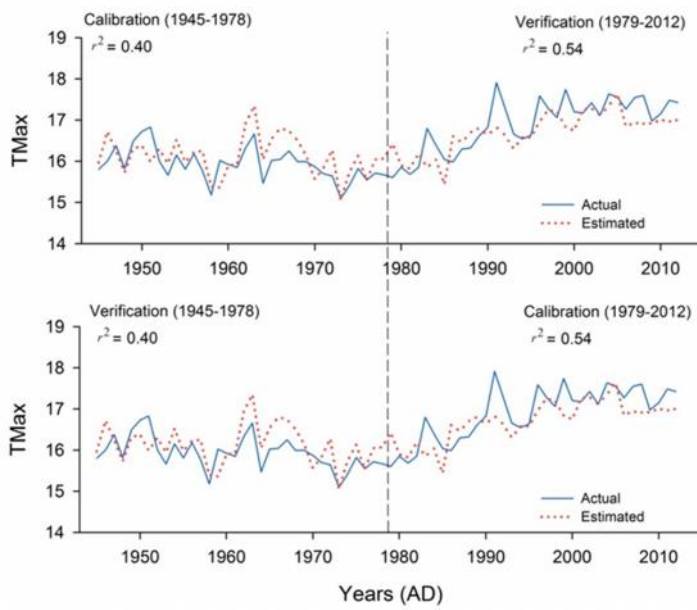 Calibration (1945-1978)
Verification (1979-2012)
r² = 0.40
r² = 0.54
19
18
17
16
15
14
TMax
Actual
Estimated
1950 1960 1970 1980 1990 2000 2010
Verification (1945-1978)
Calibration (1979-2012)
r² = 0.40
r² = 0.54
19
18
17
16
15
14
TMax
Actual
Estimated
1950 1960 1970 1980 1990 2000 2010
Years (AD)